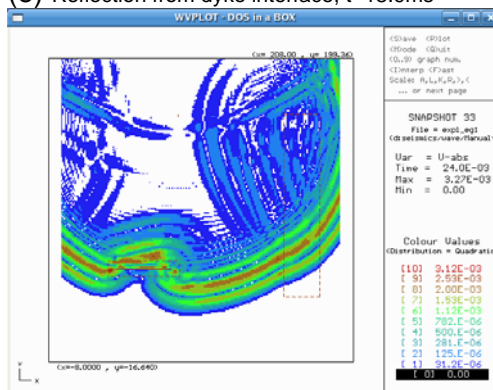 (C) Reflection from dyke interface, t=16.0ms
WVPLOT - DOS in a BOX
(x= 208.00 , y= 199.36)
(S)ave (P)lot
(M)ode (Q)uit
(0..9) graph num.
(I)nterp (F)ast
Scale: A,L,K,R,),(
... or next page
SNAPSHOT 33
File = expl_eg1
(diseismics/wave/Manual)
Var = U-abs
Time = 24.0E-03
Max = 3.27E-03
Min = 0.00
Colour Values
(Distribution = Quadratic
[10] 3.12E-03
[ 9] 2.53E-03
[ 8] 2.00E-03
[ 7] 1.53E-03
[ 6] 1.12E-03
[ 5] 782.E-06
[ 4] 500.E-06
[ 3] 281.E-06
[ 2] 125.E-06
[ 1] 31.2E-06
[ 0] 0.00
Y
X
(x=-8.0000 , y=-16.640)